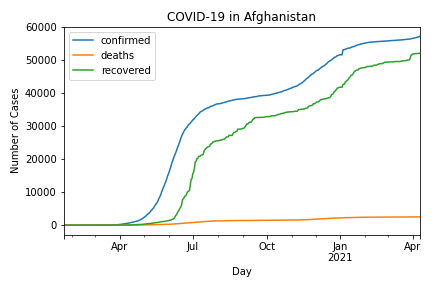 COVID-19 in Afghanistan
confirmed
deaths
recovered
Number of Cases
60000
50000
40000
30000
20000
10000
0
Apr
Jul
Oct
Jan
2021
Apr
Day